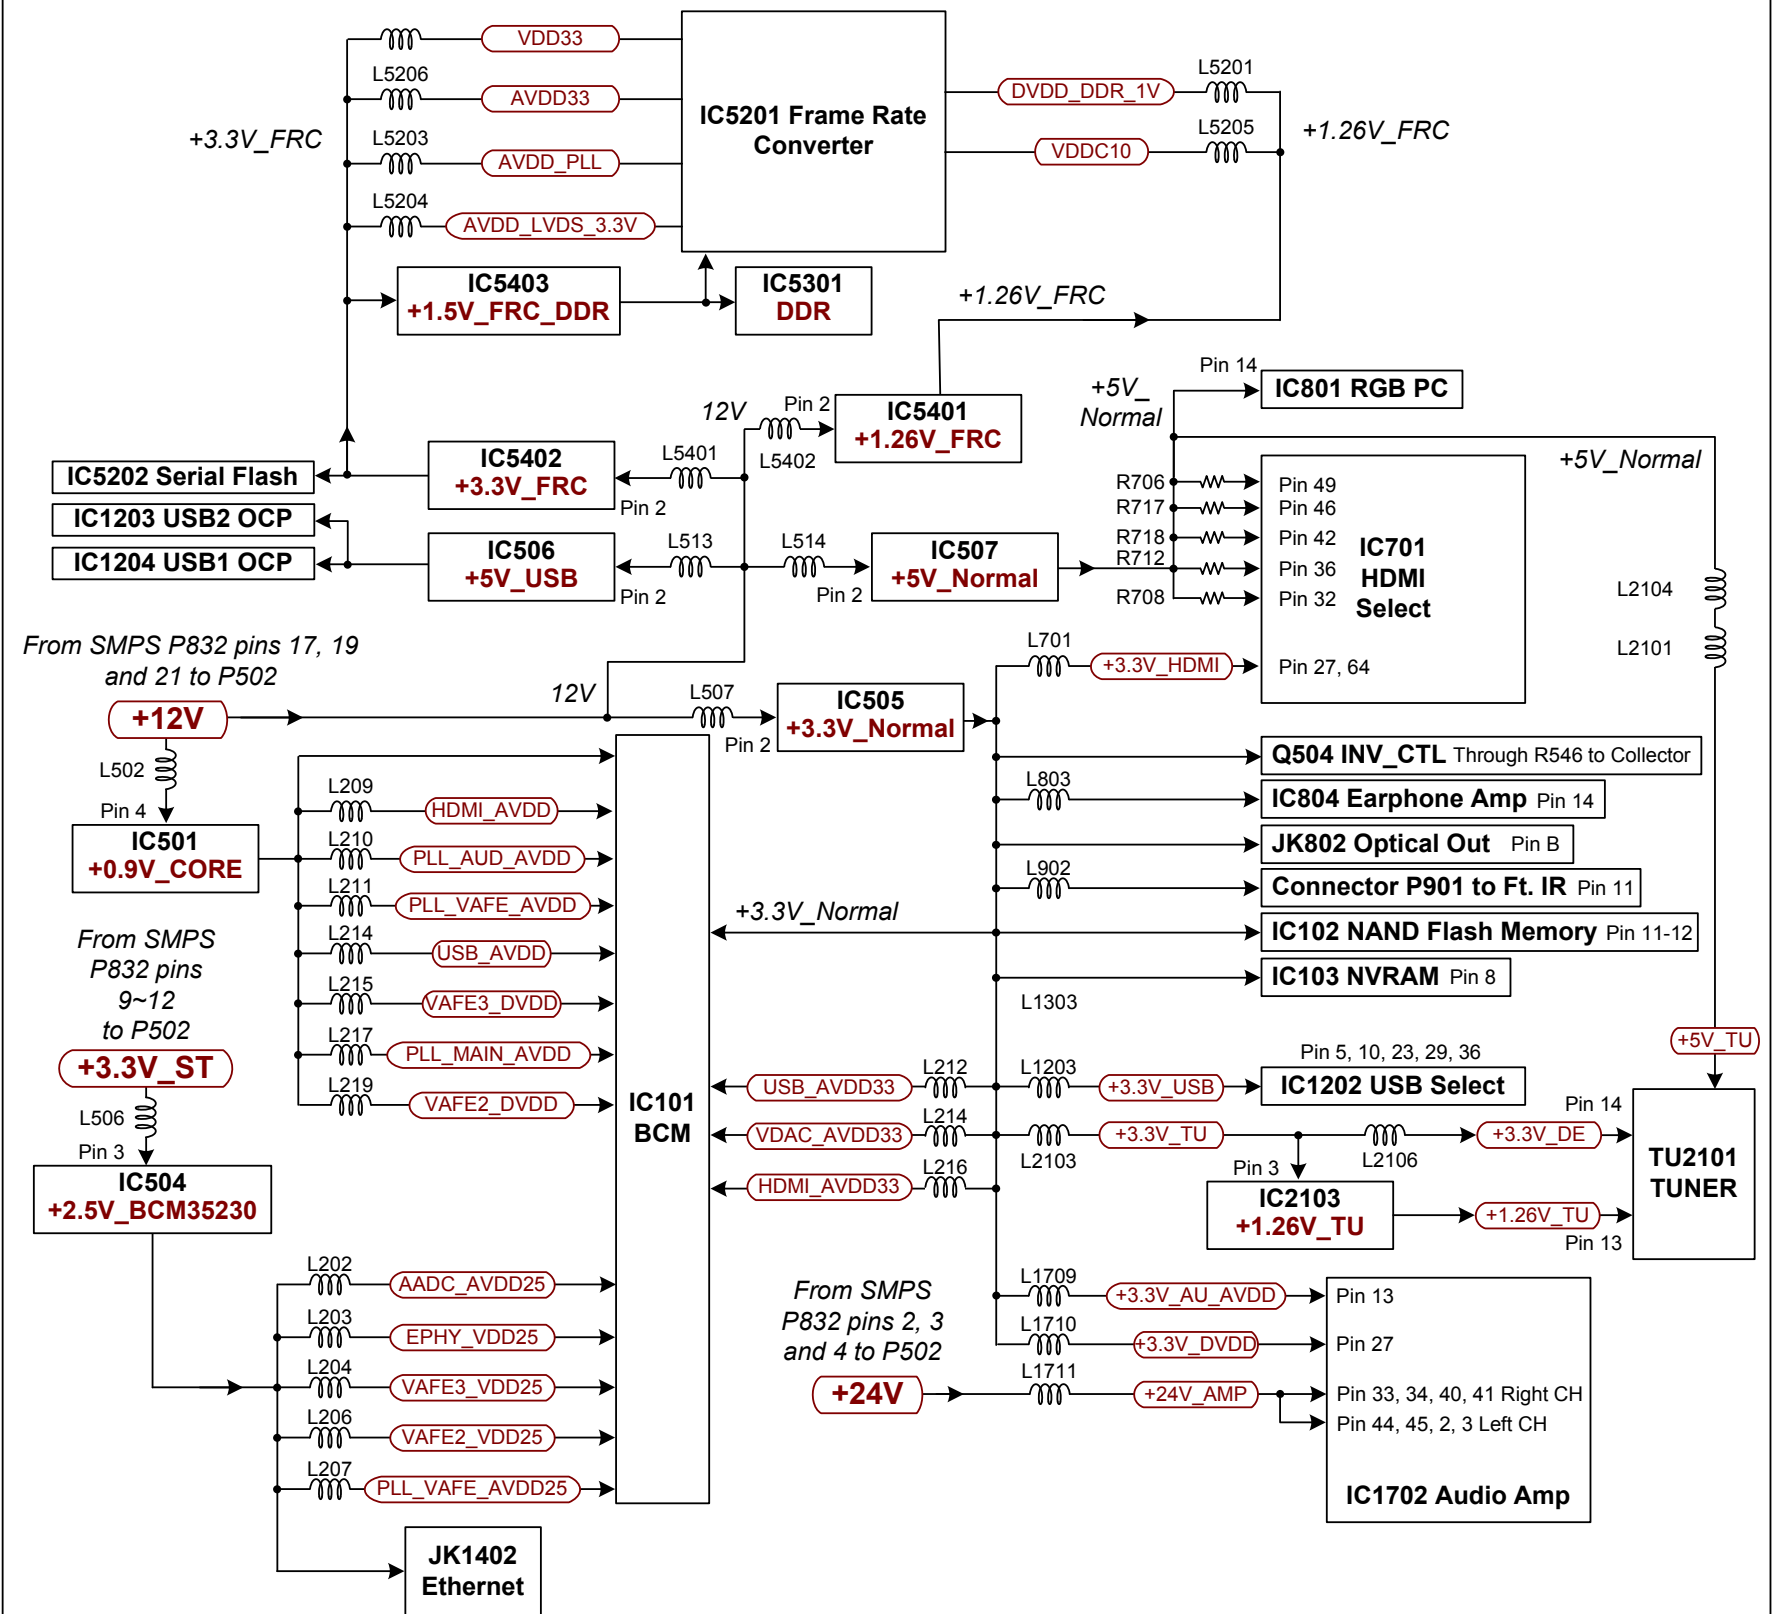 VDD33
L5206
AVDD33
L5203
AVDD_PLL
L5204
AVDD_LVDS_3.3V
+3.3V_FRC
IC5201 Frame Rate
Converter
L5201
DVDD_DDR_1V
L5205
VDDC10
+1.26V_FRC
IC5403
+1.5V_FRC_DDR
IC5301
DDR
+1.26V_FRC
Pin 14
IC801 RGB PC
+5V_
Normal
12V
Pin 2
L5402
IC5401
+1.26V_FRC
L5401
Pin 2
IC5402
+3.3V_FRC
IC5202 Serial Flash
IC1203 USB2 OCP
IC1204 USB1 OCP
IC506
+5V_USB
L513
Pin 2
L514
Pin 2
IC507
+5V_Normal
+5V_Normal
R706
R717
R718
R712
R708
Pin 49
Pin 46
Pin 42
Pin 36
Pin 32
IC701
HDMI
Select
Pin 27, 64
L701
+3.3V_HDMI
L2104
L2101
From SMPS P832 pins 17, 19
and 21 to P502
+12V
12V
L507
Pin 2
IC505
+3.3V_Normal
L502
Pin 4
IC501
+0.9V_CORE
L209
HDMI_AVDD
L210
PLL_AUD_AVDD
L211
PLL_VAFE_AVDD
L214
USB_AVDD
L215
VAFE3_DVDD
L217
PLL_MAIN_AVDD
L219
VAFE2_DVDD
IC101
BCM
+3.3V_Normal
Q504 INV_CTL Through R546 to Collector
L803
IC804 Earphone Amp Pin 14
JK802 Optical Out Pin B
L902
Connector P901 to Ft. IR Pin 11
IC102 NAND Flash Memory Pin 11-12
IC103 NVRAM Pin 8
L1303
From SMPS
P832 pins
9~12
to P502
+3.3V_ST
L506
Pin 3
IC504
+2.5V_BCM35230
USB_AVDD33
L212
L1203
+3.3V_USB
Pin 5, 10, 23, 29, 36
IC1202 USB Select
+5V_TU
Pin 14
VDAC_AVDD33
L214
L2103
+3.3V_TU
L2106
+3.3V_DE
TU2101
TUNER
HDMI_AVDD33
L216
Pin 3
IC2103
+1.26V_TU
+1.26V_TU
Pin 13
L202
AADC_AVDD25
L203
EPHY_VDD25
L204
VAFE3_VDD25
L206
VAFE2_VDD25
L207
PLL_VAFE_AVDD25
JK1402
Ethernet
From SMPS
P832 pins 2, 3
and 4 to P502
+24V
L1709
+3.3V_AU_AVDD
Pin 13
L1710
+3.3V_DVDD
Pin 27
L1711
+24V_AMP
Pin 33, 34, 40, 41 Right CH
Pin 44, 45, 2, 3 Left CH
IC1702 Audio Amp